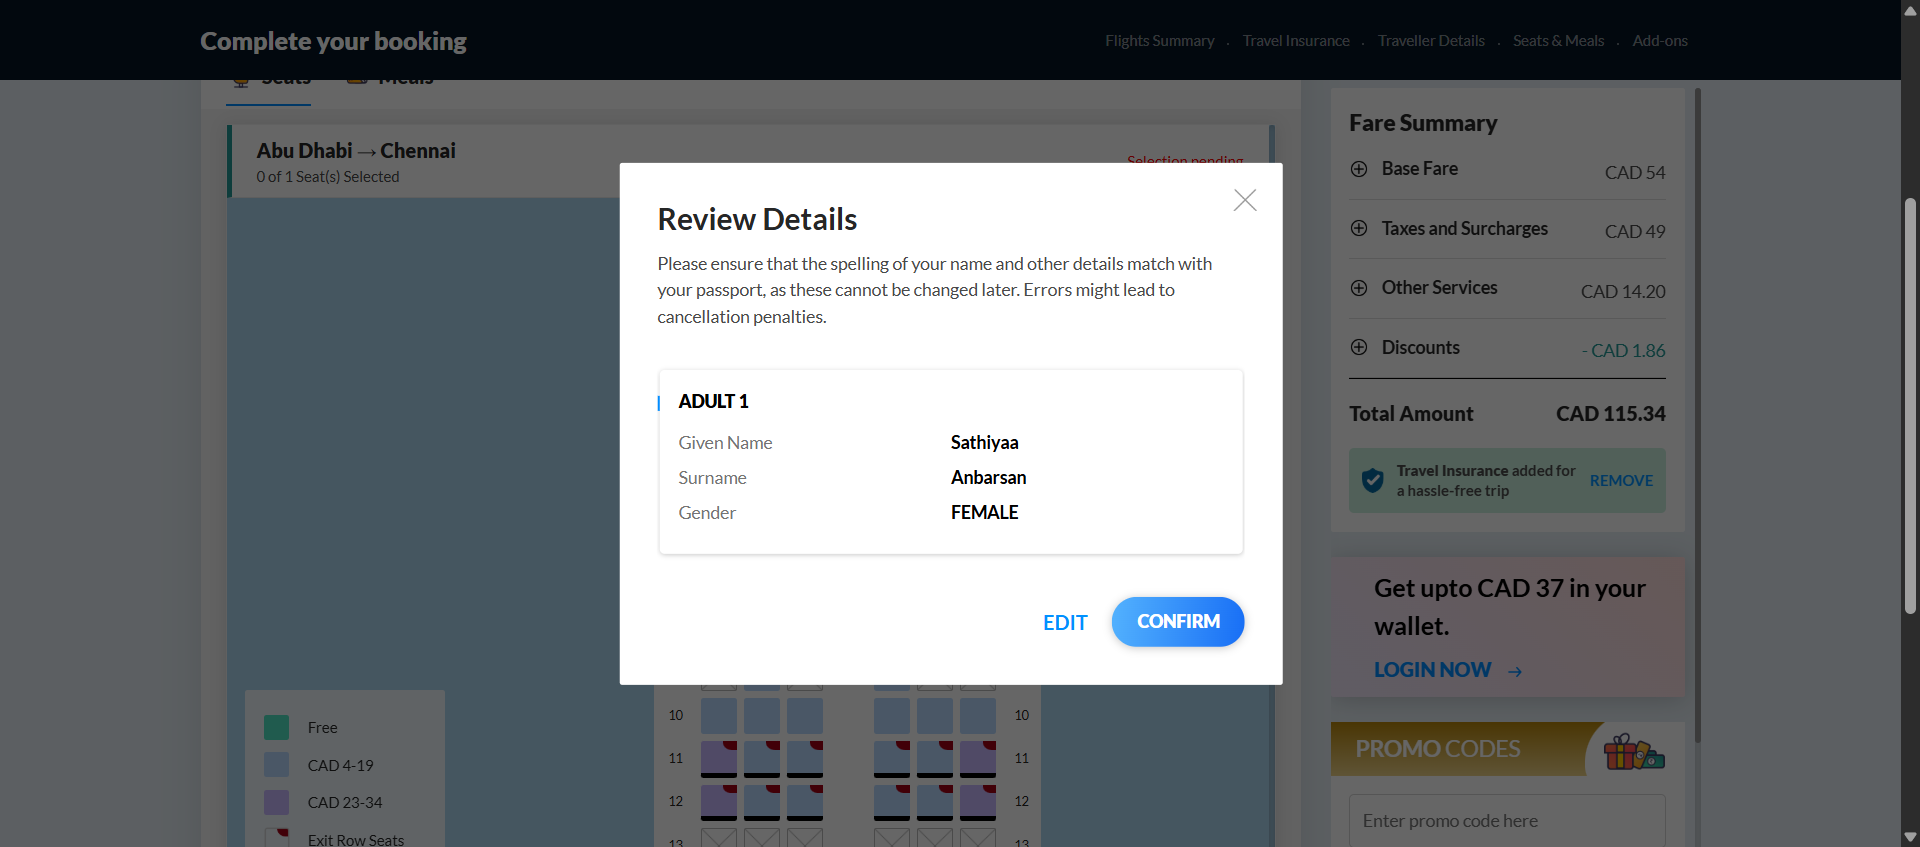 Complete your booking
Flights Summary . Travel Insurance . Traveller Details . Seats & Meals . Add-ons
Seats Meals
Abu Dhabi → Chennai
0 of 1 Seat(s) Selected
Selection pending
Review Details
Please ensure that the spelling of your name and other details match with
your passport, as these cannot be changed later. Errors might lead to
cancellation penalties.
ADULT 1
Given Name Sathiyaa
Surname Anbarsan
Gender FEMALE
EDIT CONFIRM
Free
CAD 4-19
CAD 23-34
Exit Row Seats
10 10
11 11
12 12
13 13
Fare Summary
Base Fare CAD 54
Taxes and Surcharges CAD 49
Other Services CAD 14.20
Discounts - CAD 1.86
Total Amount CAD 115.34
Travel Insurance added for
a hassle-free trip
REMOVE
Get upto CAD 37 in your
wallet.
LOGIN NOW →
PROMO CODES
Enter promo code here